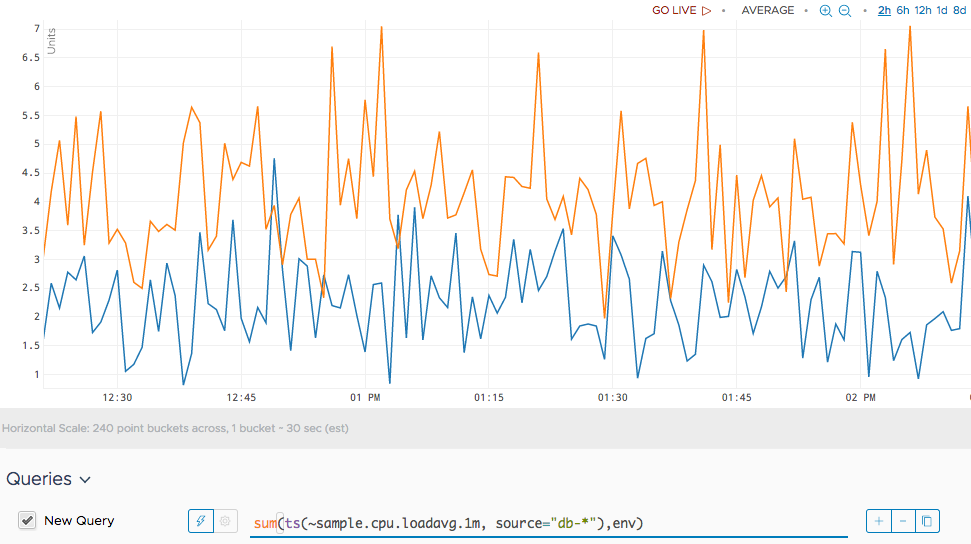 GO LIVE • AVERAGE • • 2h 6h 12h 1d 8d
Units
7
6.5
6
5.5
5
4.5
4
3.5
3
2.5
2
1.5
1
12:30 12:45 01 PM 01:15 01:30 01:45 02 PM
Horizontal Scale: 240 point buckets across, 1 bucket ~ 30 sec (est)
Queries
New Query sum(ts(~sample.cpu.loadavg.1m, source="db-*"),env)